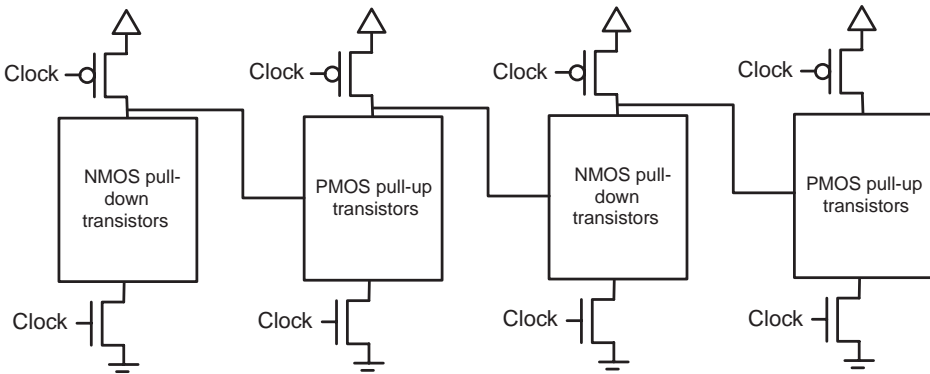 Clock
Clock
Clock
Clock
NMOS pull-
down
transistors
PMOS pull-up
transistors
NMOS pull-
down
transistors
PMOS pull-up
transistors
Clock
Clock
Clock
Clock